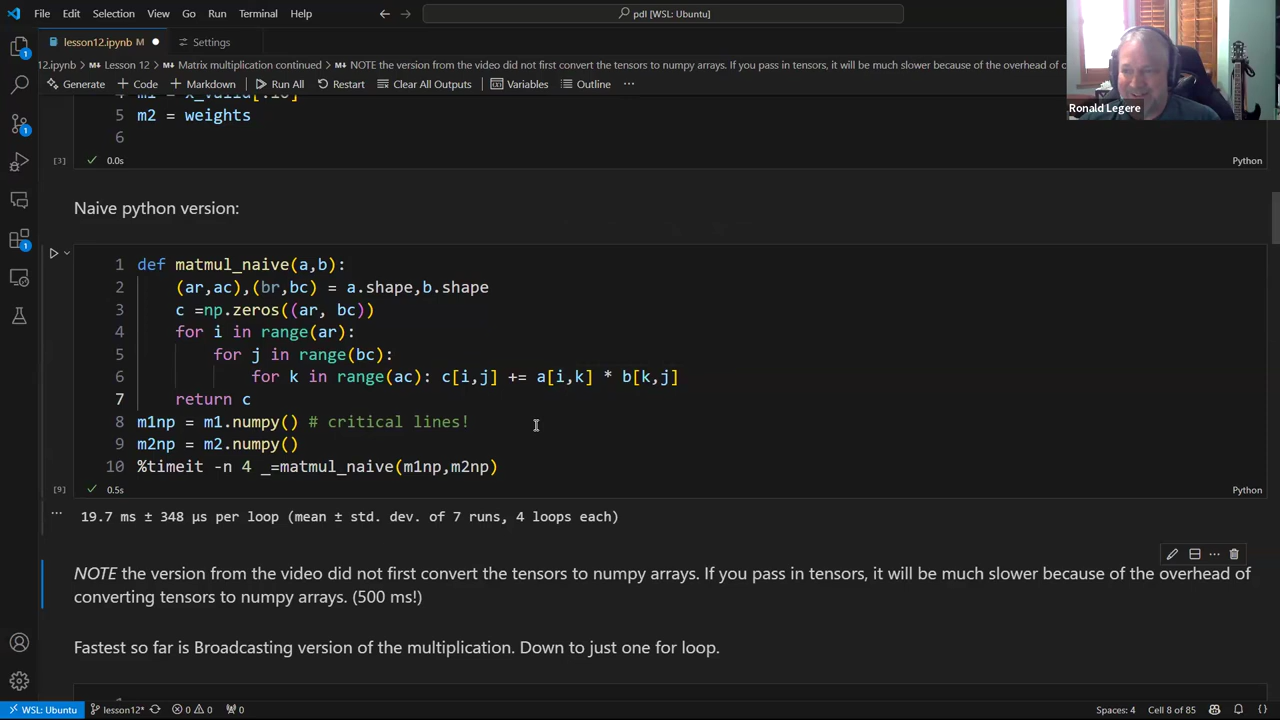 File Edit Selection View Go Run Terminal Help
pdl [WSL: Ubuntu]
lesson12.ipynb M
Settings
12.ipynb > Lesson 12 > Matrix multiplication continued > NOTE the version from the video did not first convert the tensors to numpy arrays. If you pass in tensors, it will be much slower because of the overhead of c
Generate + Code + Markdown Run All Restart Clear All Outputs Variables Outline ...
Ronald Legere
5 m2 = weights
6
[3] 0.0s Python
Naive python version:
1 def matmul_naive(a,b):
2 (ar,ac),(br,bc) = a.shape,b.shape
3 c =np.zeros((ar, bc))
4 for i in range(ar):
5 for j in range(bc):
6 for k in range(ac): c[i,j] += a[i,k] * b[k,j]
7 return c
8 m1np = m1.numpy() # critical lines!
9 m2np = m2.numpy()
10 %timeit -n 4 _=matmul_naive(m1np,m2np)
[9] 0.5s Python
... 19.7 ms ± 348 µs per loop (mean ± std. dev. of 7 runs, 4 loops each)
NOTE the version from the video did not first convert the tensors to numpy arrays. If you pass in tensors, it will be much slower because of the overhead of
converting tensors to numpy arrays. (500 ms!)
Fastest so far is Broadcasting version of the multiplication. Down to just one for loop.
WSL: Ubuntu lesson12* 0 0 0 Spaces: 4 Cell 8 of 85